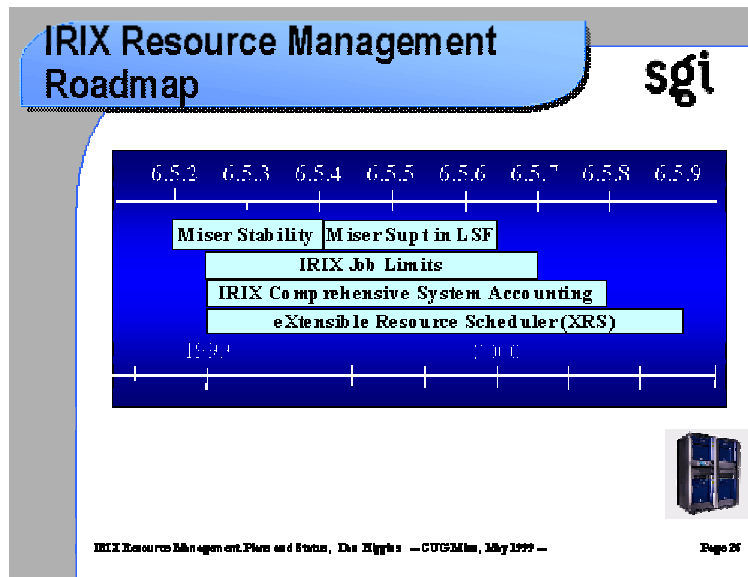 IRIX Resource Management
Roadmap
sgi
6.5.2 6.5.3 6.5.4 6.5.5 6.5.6 6.5.7 6.5.8 6.5.9
Miser Stability Miser Supt in LSF
IRIX Job Limits
IRIX Comprehensive System Accounting
eXtensible Resource Scheduler(XRS)
1999 2000
IRIX Resource Management Plans and Status, Dan Higgins -- CUG Minn, May 1999 -- Page 26